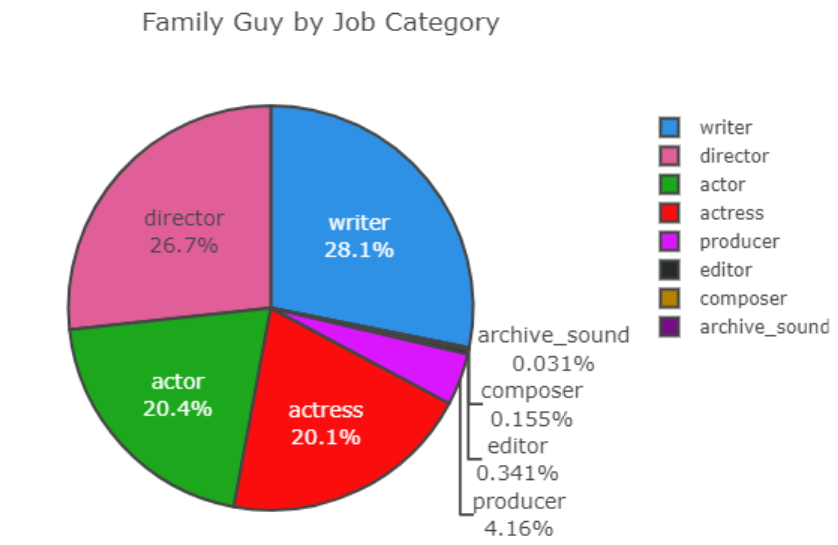 Family Guy by Job Category
director
26.7%
writer
28.1%
actor
20.4%
actress
20.1%
archive_sound
0.031%
composer
0.155%
editor
0.341%
producer
4.16%
writer
director
actor
actress
producer
editor
composer
archive_sound